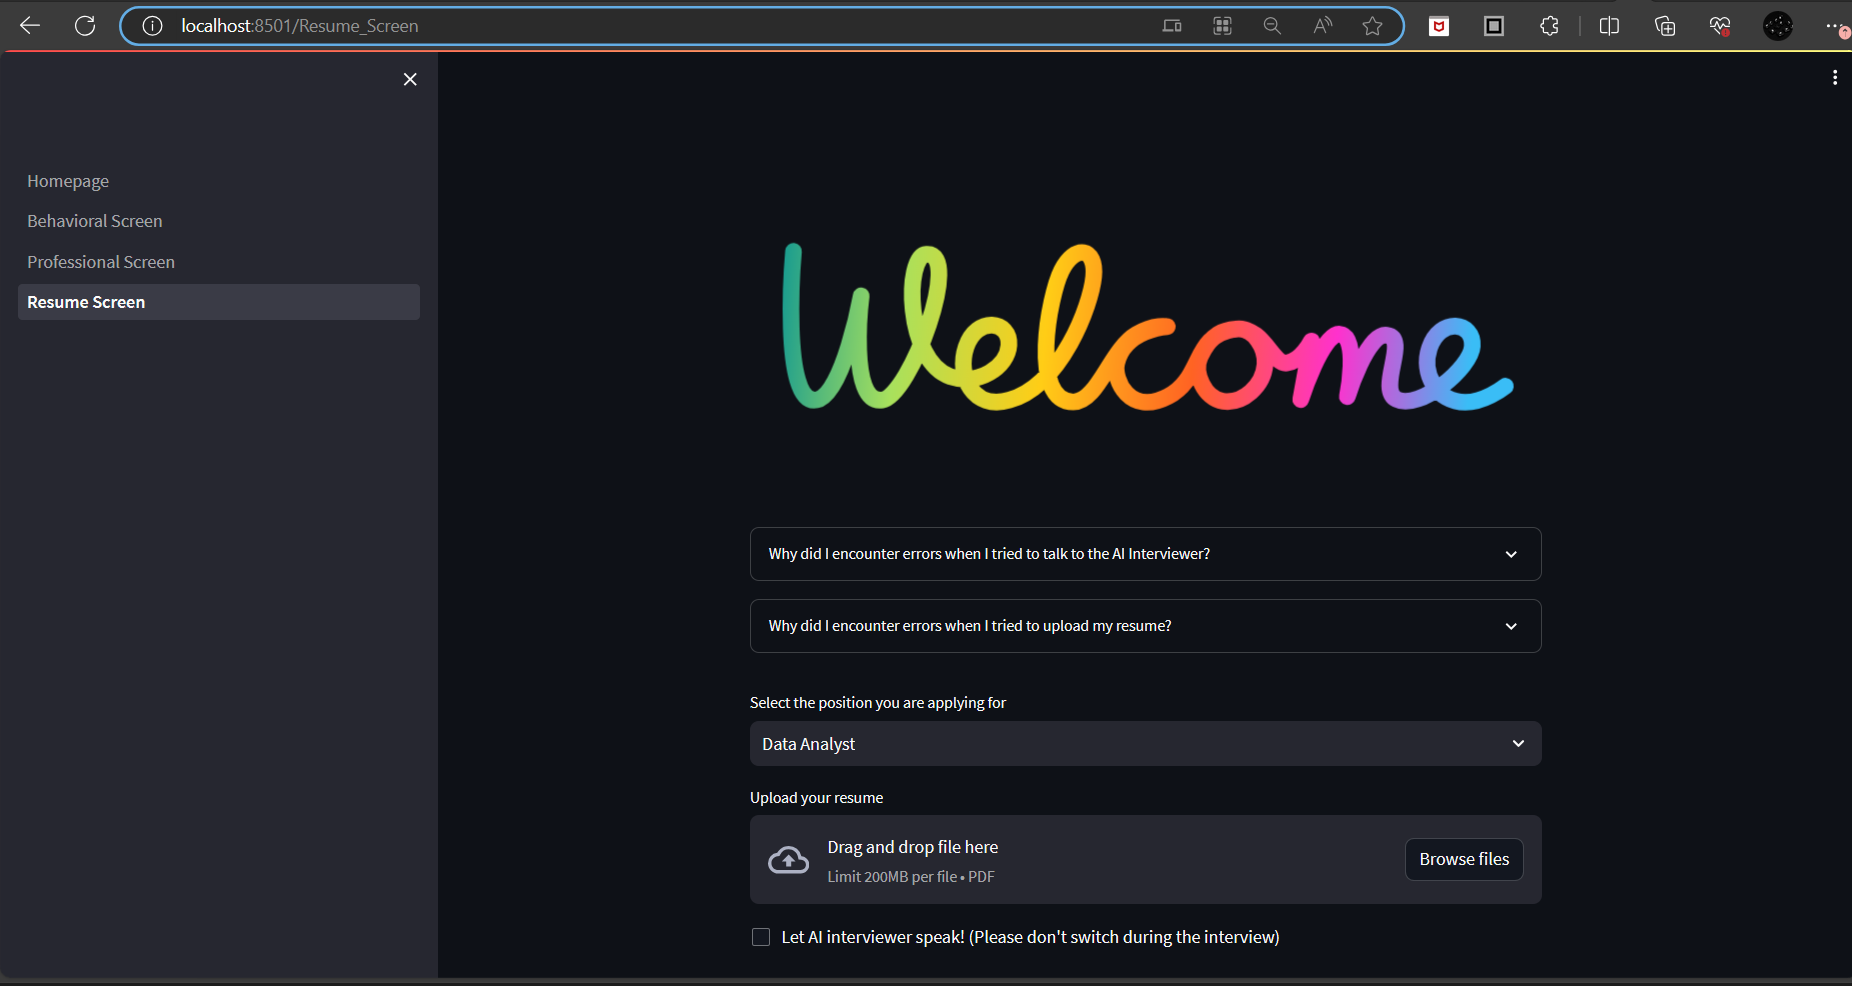 localhost:8501/Resume_Screen
Homepage
Behavioral Screen
Professional Screen
Resume Screen
Welcome
Why did I encounter errors when I tried to talk to the AI Interviewer?
Why did I encounter errors when I tried to upload my resume?
Select the position you are applying for
Data Analyst
Upload your resume
Drag and drop file here
Limit 200MB per file • PDF
Browse files
Let AI interviewer speak! (Please don't switch during the interview)